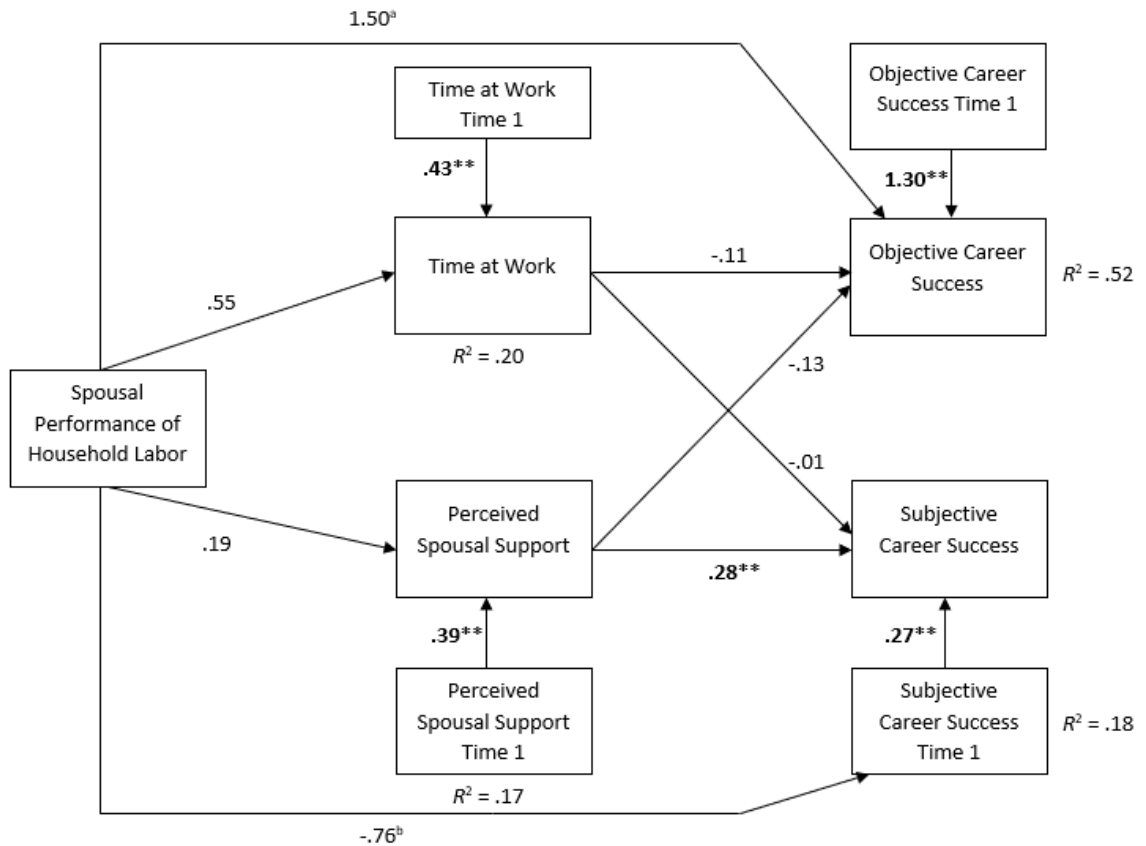 1.50ᵃ
Time at Work
Time 1
Objective Career
Success Time 1
.43**
1.30**
Time at Work
-.11
Objective Career
Success
R² = .52
.55
R² = .20
-.13
Spousal
Performance of
Household Labor
-.01
.19
Perceived
Spousal Support
.28**
Subjective
Career Success
.39**
.27**
Perceived
Spousal Support
Time 1
Subjective
Career Success
Time 1
R² = .18
R² = .17
-.76ᵇ